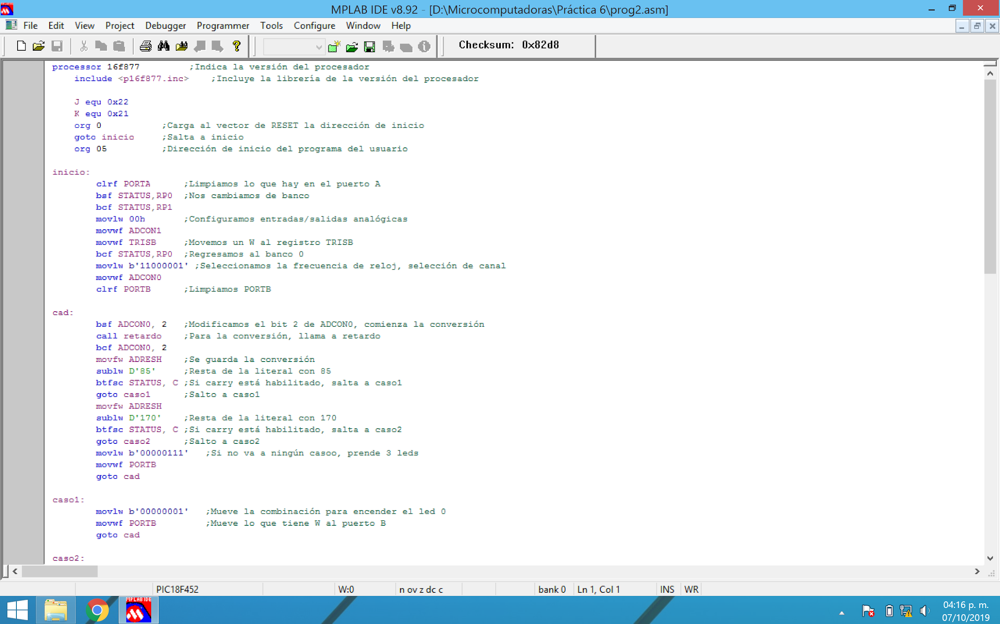 MPLAB IDE v8.92 - [D:\Microcomputadoras\Práctica 6\prog2.asm]
File Edit View Project Debugger Programmer Tools Configure Window Help
Checksum: 0x82d8
processor 16f877 ;Indica la versión del procesador
include <p16f877.inc> ;Incluye la librería de la versión del procesador
J equ 0x22
K equ 0x21
org 0 ;Carga al vector de RESET la dirección de inicio
goto inicio ;Salta a inicio
org 05 ;Dirección de inicio del programa del usuario
inicio:
clrf PORTA ;Limpiamos lo que hay en el puerto A
bsf STATUS,RP0 ;Nos cambiamos de banco
bcf STATUS,RP1
movlw 00h ;Configuramos entradas/salidas analógicas
movwf ADCON1
movwf TRISB ;Movemos un W al registro TRISB
bcf STATUS,RP0 ;Regresamos al banco 0
movlw b'11000001' ;Seleccionamos la frecuencia de reloj, selección de canal
movwf ADCON0
clrf PORTB ;Limpiamos PORTB
cad:
bsf ADCON0, 2 ;Modificamos el bit 2 de ADCON0, comienza la conversión
call retardo ;Para la conversión, llama a retardo
bcf ADCON0, 2
movfw ADRESH ;Se guarda la conversión
sublw D'85' ;Resta de la literal con 85
btfsc STATUS, C ;Si carry está habilitado, salta a caso1
goto caso1 ;Salto a caso1
movfw ADRESH
sublw D'170' ;Resta de la literal con 170
btfsc STATUS, C ;Si carry está habilitado, salta a caso2
goto caso2 ;Salto a caso2
movlw b'00000111' ;Si no va a ningún casoo, prende 3 leds
movwf PORTB
goto cad
caso1:
movlw b'00000001' ;Mueve la combinación para encender el led 0
movwf PORTB ;Mueve lo que tiene W al puerto B
goto cad
caso2:
PIC18F452 W:0 n ov z dc c bank 0 Ln 1, Col 1 INS WR
MPLAB IDE
04:16 p. m.
07/10/2019